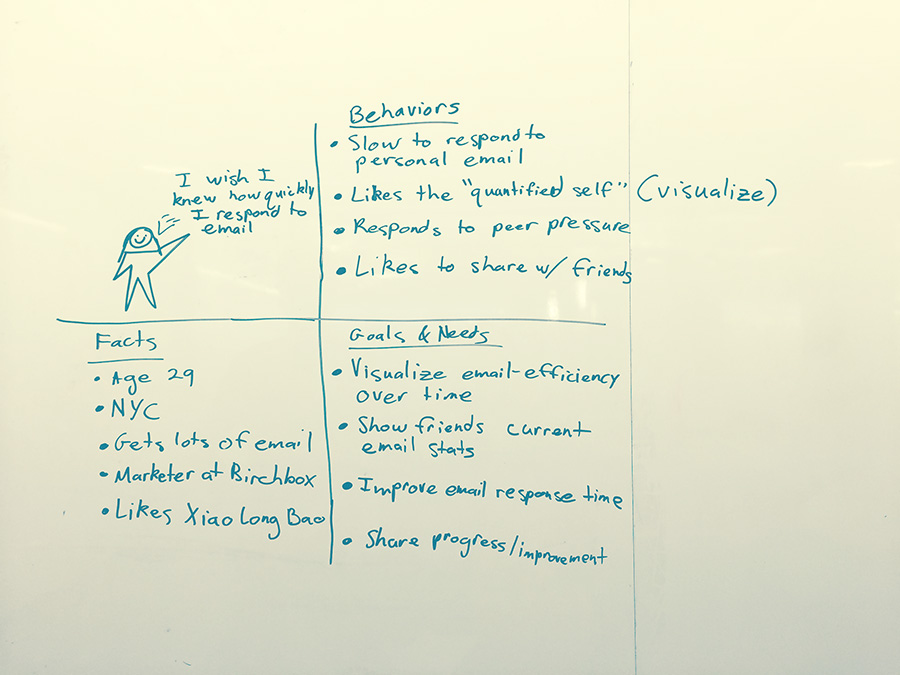 I wish I
knew how quickly
I respond to
email
Behaviors
• Slow to respond to
personal email
• Likes the "quantified self" (visualize)
• Responds to peer pressure
• Likes to share w/ friends
Facts
• Age 29
• NYC
• Gets lots of email
• Marketer at Birchbox
• Likes Xiao Long Bao
Goals & Needs
• Visualize email-efficiency
over time
• Show friends current
email stats
• Improve email response time
• Share progress/improvement